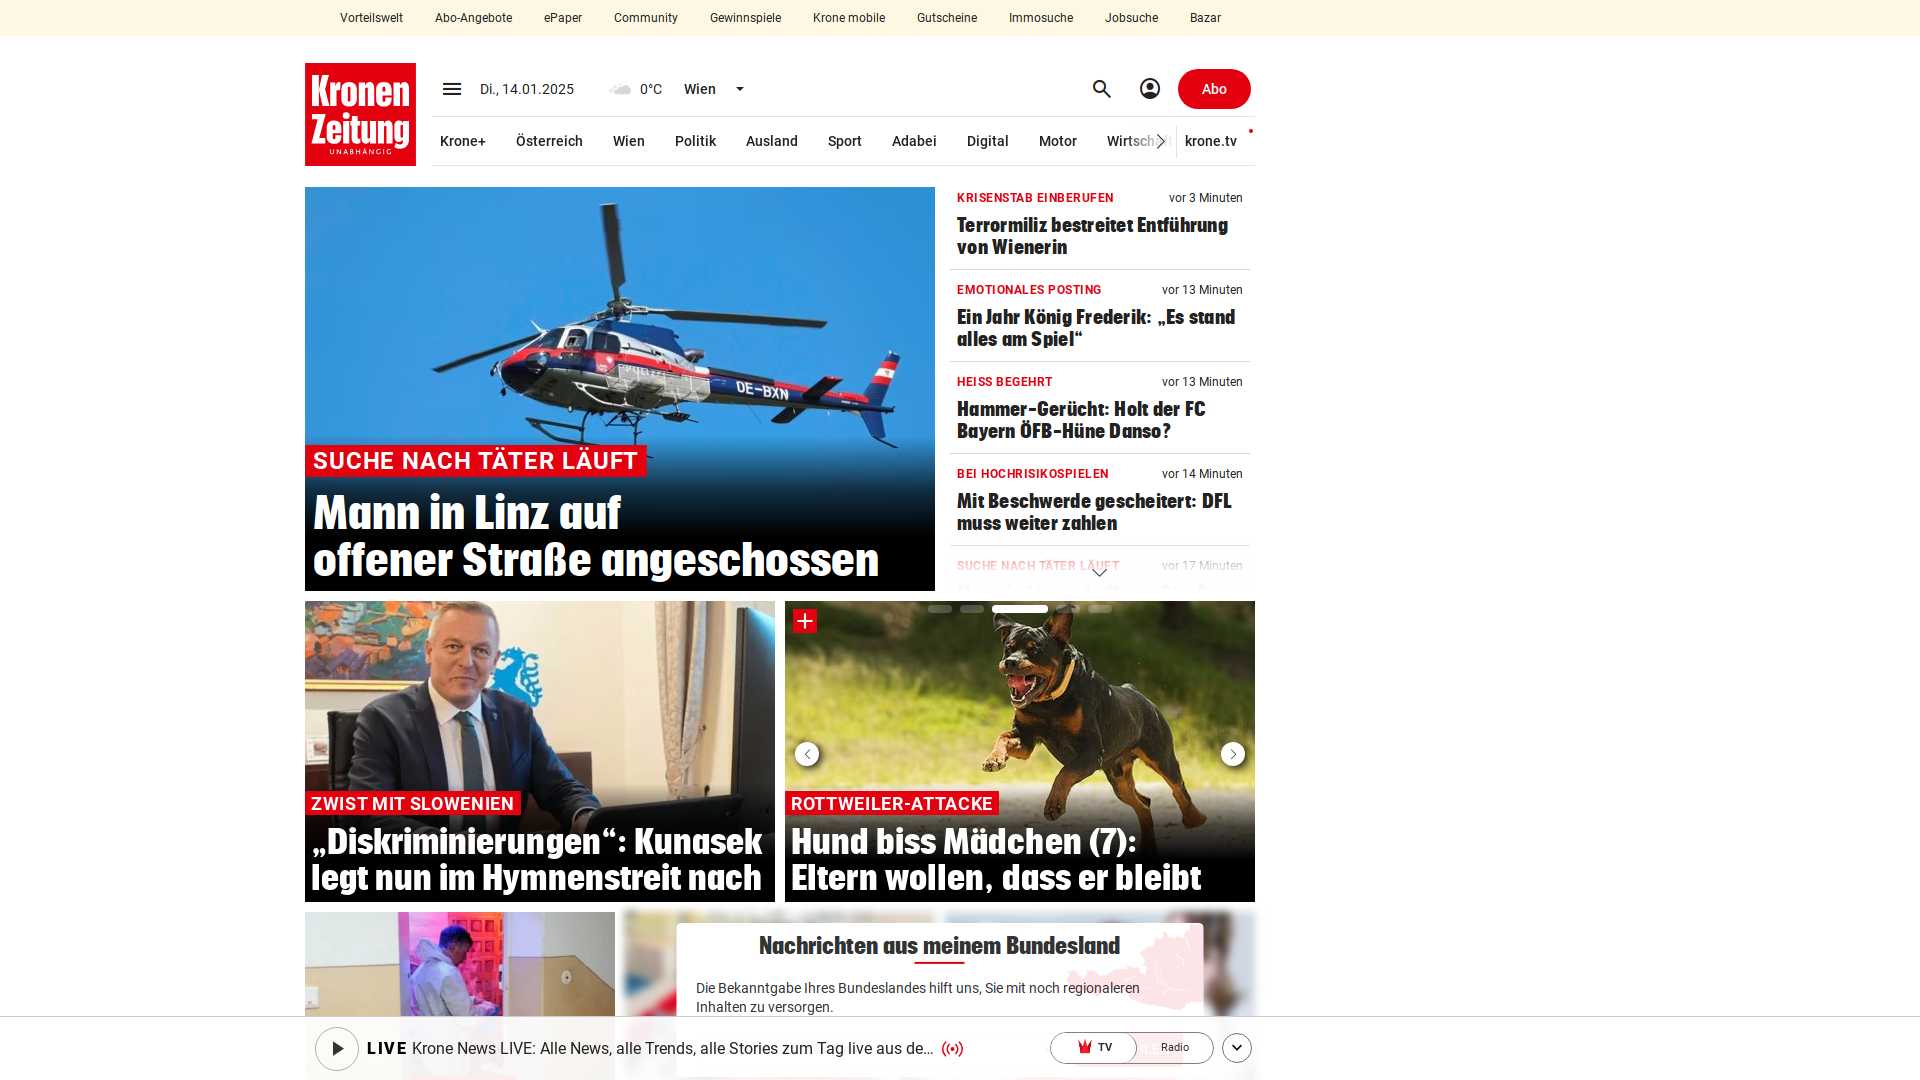 Vorteilswelt Abo-Angebote ePaper Community Gewinnspiele Krone mobile Gutscheine Immosuche Jobsuche Bazar
Kronen
Zeitung
UNABHÄNGIG
Di., 14.01.2025 0°C Wien Abo
Krone+ Österreich Wien Politik Ausland Sport Adabei Digital Motor Wirtschaft krone.tv
POLIZEI
OE-BXN
SUCHE NACH TÄTER LÄUFT
Mann in Linz auf
offener Straße angeschossen
KRISENSTAB EINBERUFEN vor 3 Minuten
Terrormiliz bestreitet Entführung
von Wienerin
EMOTIONALES POSTING vor 13 Minuten
Ein Jahr König Frederik: „Es stand
alles am Spiel“
HEISS BEGEHRT vor 13 Minuten
Hammer-Gerücht: Holt der FC
Bayern ÖFB-Hüne Danso?
BEI HOCHRISIKOSPIELEN vor 14 Minuten
Mit Beschwerde gescheitert: DFL
muss weiter zahlen
SUCHE NACH TÄTER LÄUFT vor 17 Minuten
ZWIST MIT SLOWENIEN
„Diskriminierungen“: Kunasek
legt nun im Hymnenstreit nach
ROTTWEILER-ATTACKE
Hund biss Mädchen (7):
Eltern wollen, dass er bleibt
Nachrichten aus meinem Bundesland
Die Bekanntgabe Ihres Bundeslandes hilft uns, Sie mit noch regionaleren
Inhalten zu versorgen.
LIVE Krone News LIVE: Alle News, alle Trends, alle Stories zum Tag live aus de... TV Radio